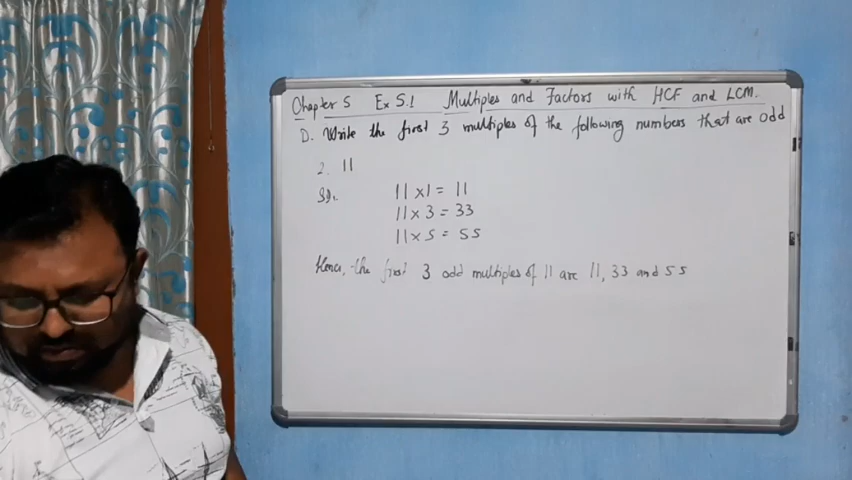 Chapter 5 Ex 5.1 Multiples and Factors with HCF and LCM.
D. Write the first 3 multiples of the following numbers that are odd
2. 11
Sol.
11 x 1 = 11
11 x 3 = 33
11 x 5 = 55
Hence, the first 3 odd multiples of 11 are 11, 33 and 55